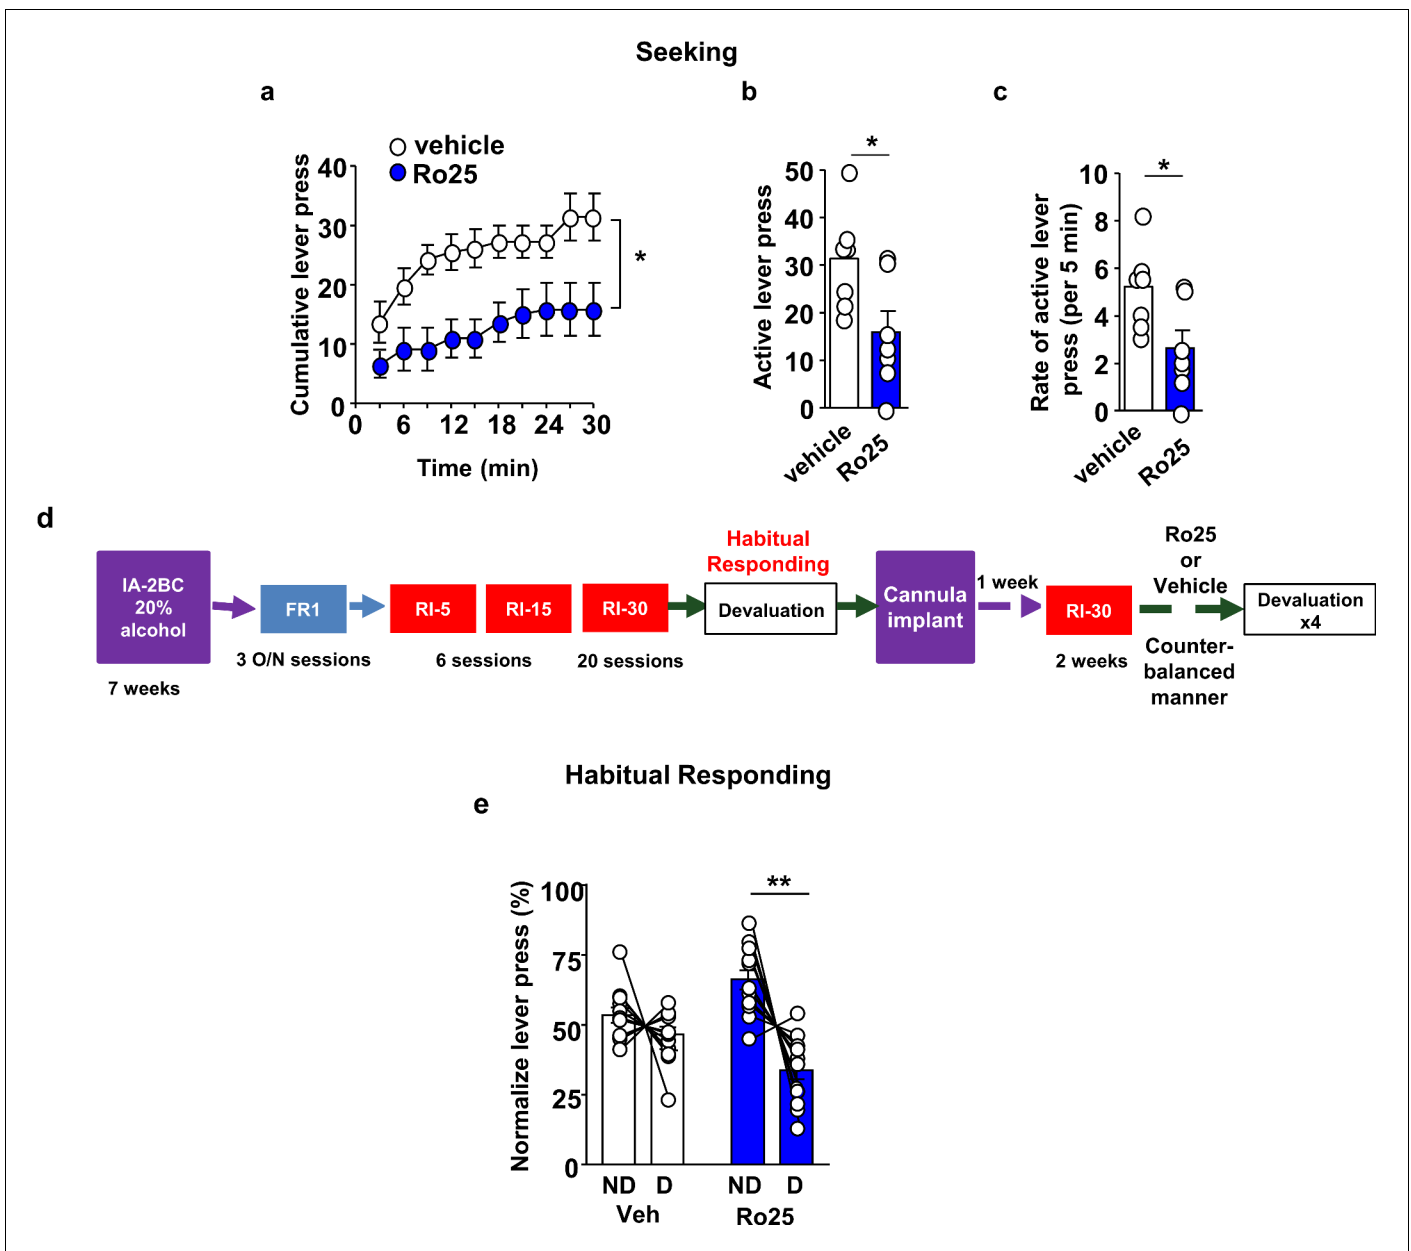 Seeking
a
vehicle
Ro25
Cumulative lever press
40
30
20
10
0
0 6 12 18 24 30
Time (min)
*
b
*
Active lever press
50
40
30
20
10
0
vehicle
Ro25
c
*
Rate of active lever
press (per 5 min)
10
8
6
4
2
0
vehicle
Ro25
d
IA-2BC
20%
alcohol
7 weeks
FR1
3 O/N sessions
RI-5
RI-15
6 sessions
RI-30
20 sessions
Habitual
Responding
Devaluation
Cannula
implant
1 week
RI-30
2 weeks
Ro25
or
Vehicle
Counter-
balanced
manner
Devaluation
x4
Habitual Responding
e
Normalize lever press (%)
100
75
50
25
0
**
ND D ND D
Veh Ro25